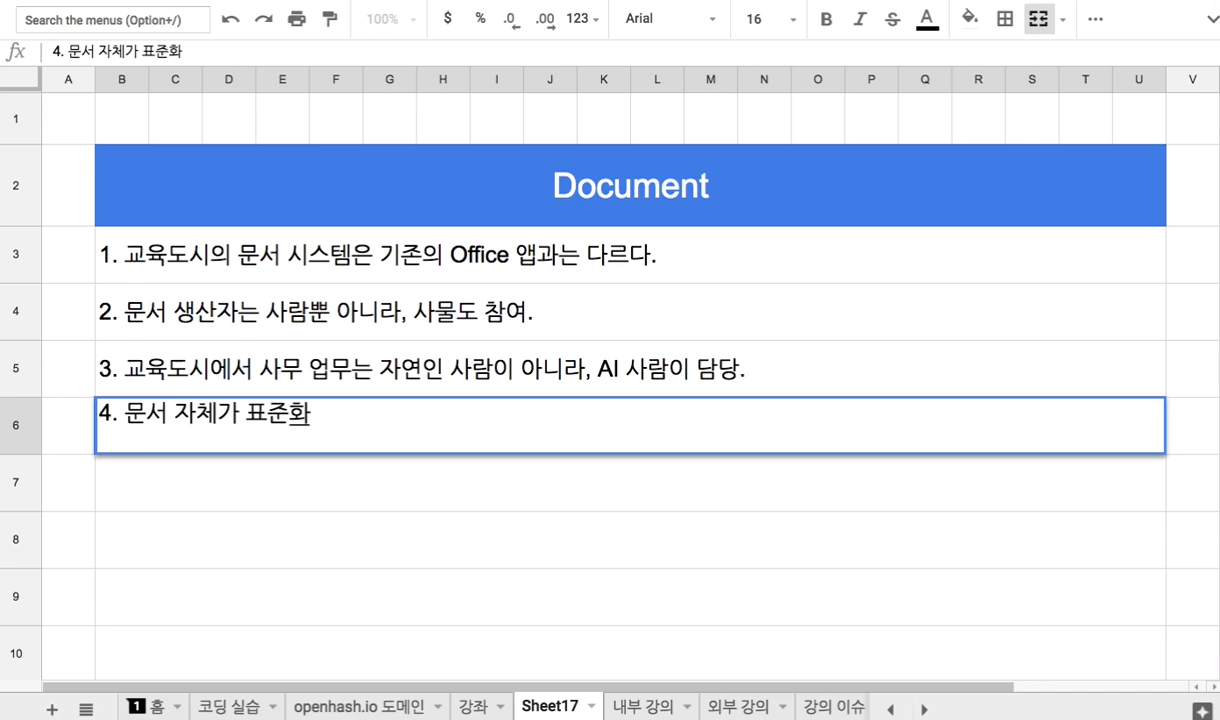 Search the menus (Option+/)
100%
$ % .0 .00 123
Arial
16
B I S A
fx 4. 문서 자체가 표준화
A B C D E F G H I J K L M N O P Q R S T U V
1
2 Document
3 1. 교육도시의 문서 시스템은 기존의 Office 앱과는 다르다.
4 2. 문서 생산자는 사람뿐 아니라, 사물도 참여.
5 3. 교육도시에서 사무 업무는 자연인 사람이 아니라, AI 사람이 담당.
6 4. 문서 자체가 표준화
7
8
9
10
1 홈 코딩 실습 openhash.io 도메인 강좌 Sheet17 내부 강의 외부 강의 강의 이슈